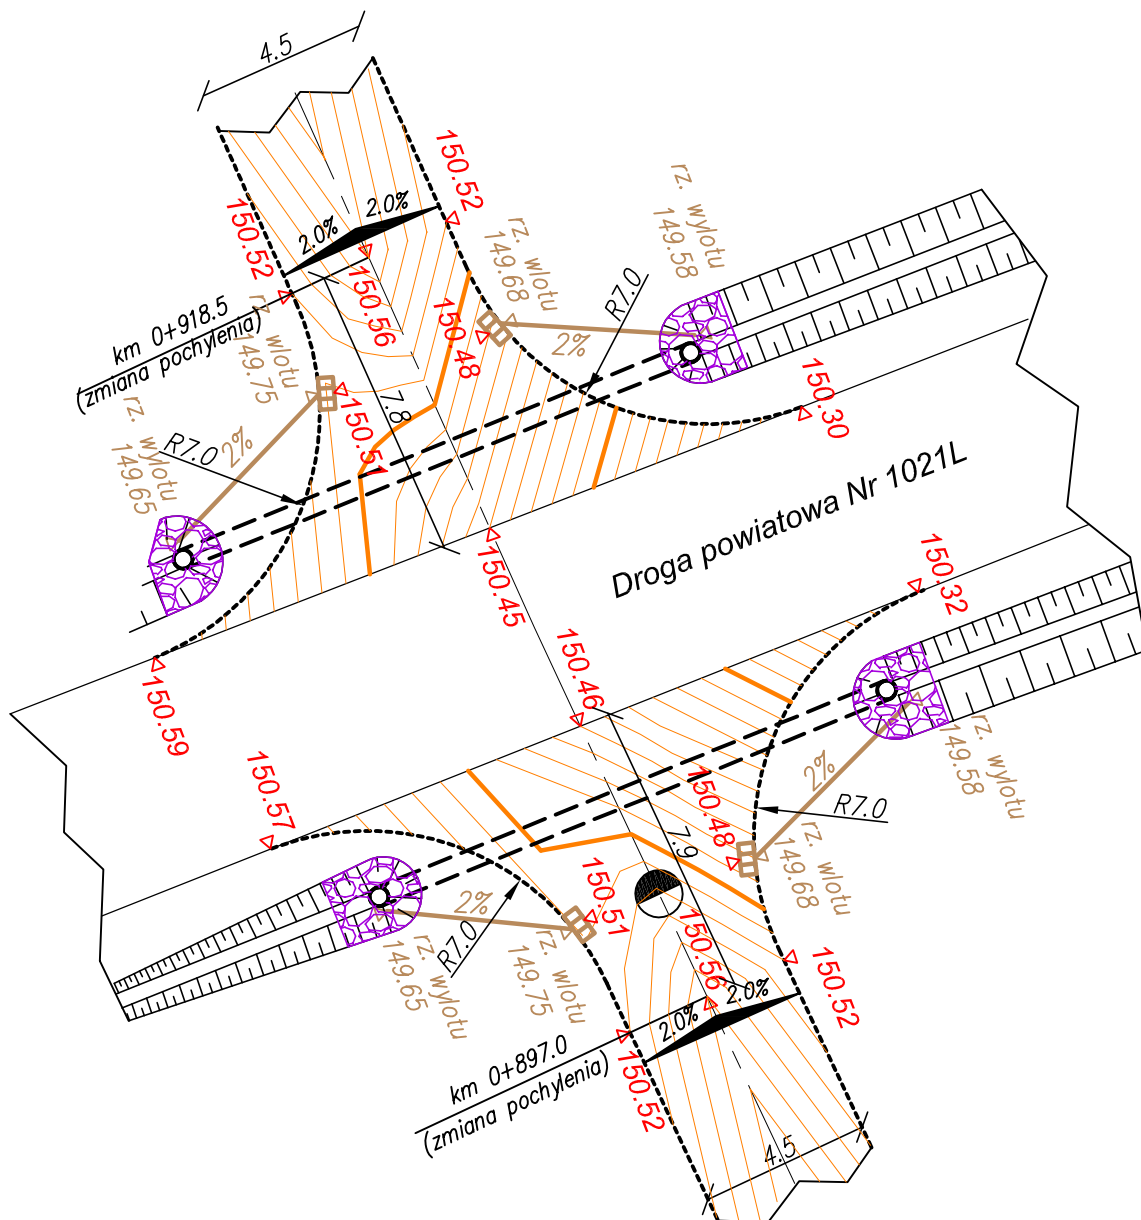 4.5
150.52
2.0%
2.0%
150.52
rz. wylotu
149.58
rz. wlotu
149.68
R7.0
150.56
km 0+918.5
(zmiana pochylenia)
rz. wlotu
149.75
150.48
2%
7.8
150.51
150.30
rz. wylotu
149.65
R7.0
2%
Droga powiatowa Nr 1021L
150.45
150.32
150.46
150.59
150.57
rz. wylotu
149.58
2%
R7.0
150.48
7.9
rz. wlotu
149.68
150.51
2%
R7.0
rz. wylotu
149.65
rz. wlotu
149.75
150.56
2.0%
2.0%
150.52
km 0+897.0
(zmiana pochylenia)
150.52
4.5